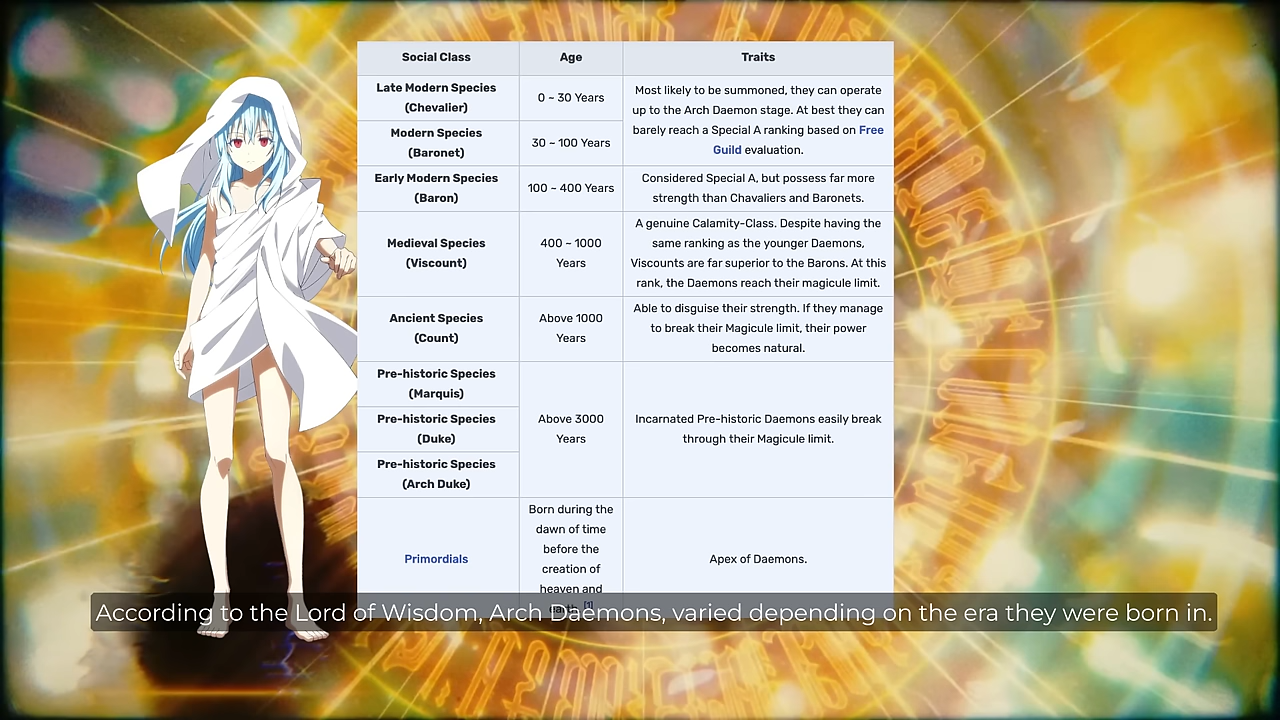 Social Class Age Traits
Late Modern Species
(Chevalier)
0 ~ 30 Years
Most likely to be summoned, they can operate
up to the Arch Daemon stage. At best they can
barely reach a Special A ranking based on Free
Guild evaluation.
Modern Species
(Baronet)
30 ~ 100 Years
Early Modern Species
(Baron)
100 ~ 400 Years
Considered Special A, but possess far more
strength than Chavaliers and Baronets.
Medieval Species
(Viscount)
400 ~ 1000
Years
A genuine Calamity-Class. Despite having the
same ranking as the younger Daemons,
Viscounts are far superior to the Barons. At this
rank, the Daemons reach their magicule limit.
Ancient Species
(Count)
Above 1000
Years
Able to disguise their strength. If they manage
to break their Magicule limit, their power
becomes natural.
Pre-historic Species
(Marquis)
Pre-historic Species
(Duke)
Pre-historic Species
(Arch Duke)
Above 3000
Years
Incarnated Pre-historic Daemons easily break
through their Magicule limit.
Primordials
Born during the
dawn of time
before the
creation of
heaven and
[1]
Apex of Daemons.
According to the Lord of Wisdom, Arch Daemons, varied depending on the era they were born in.